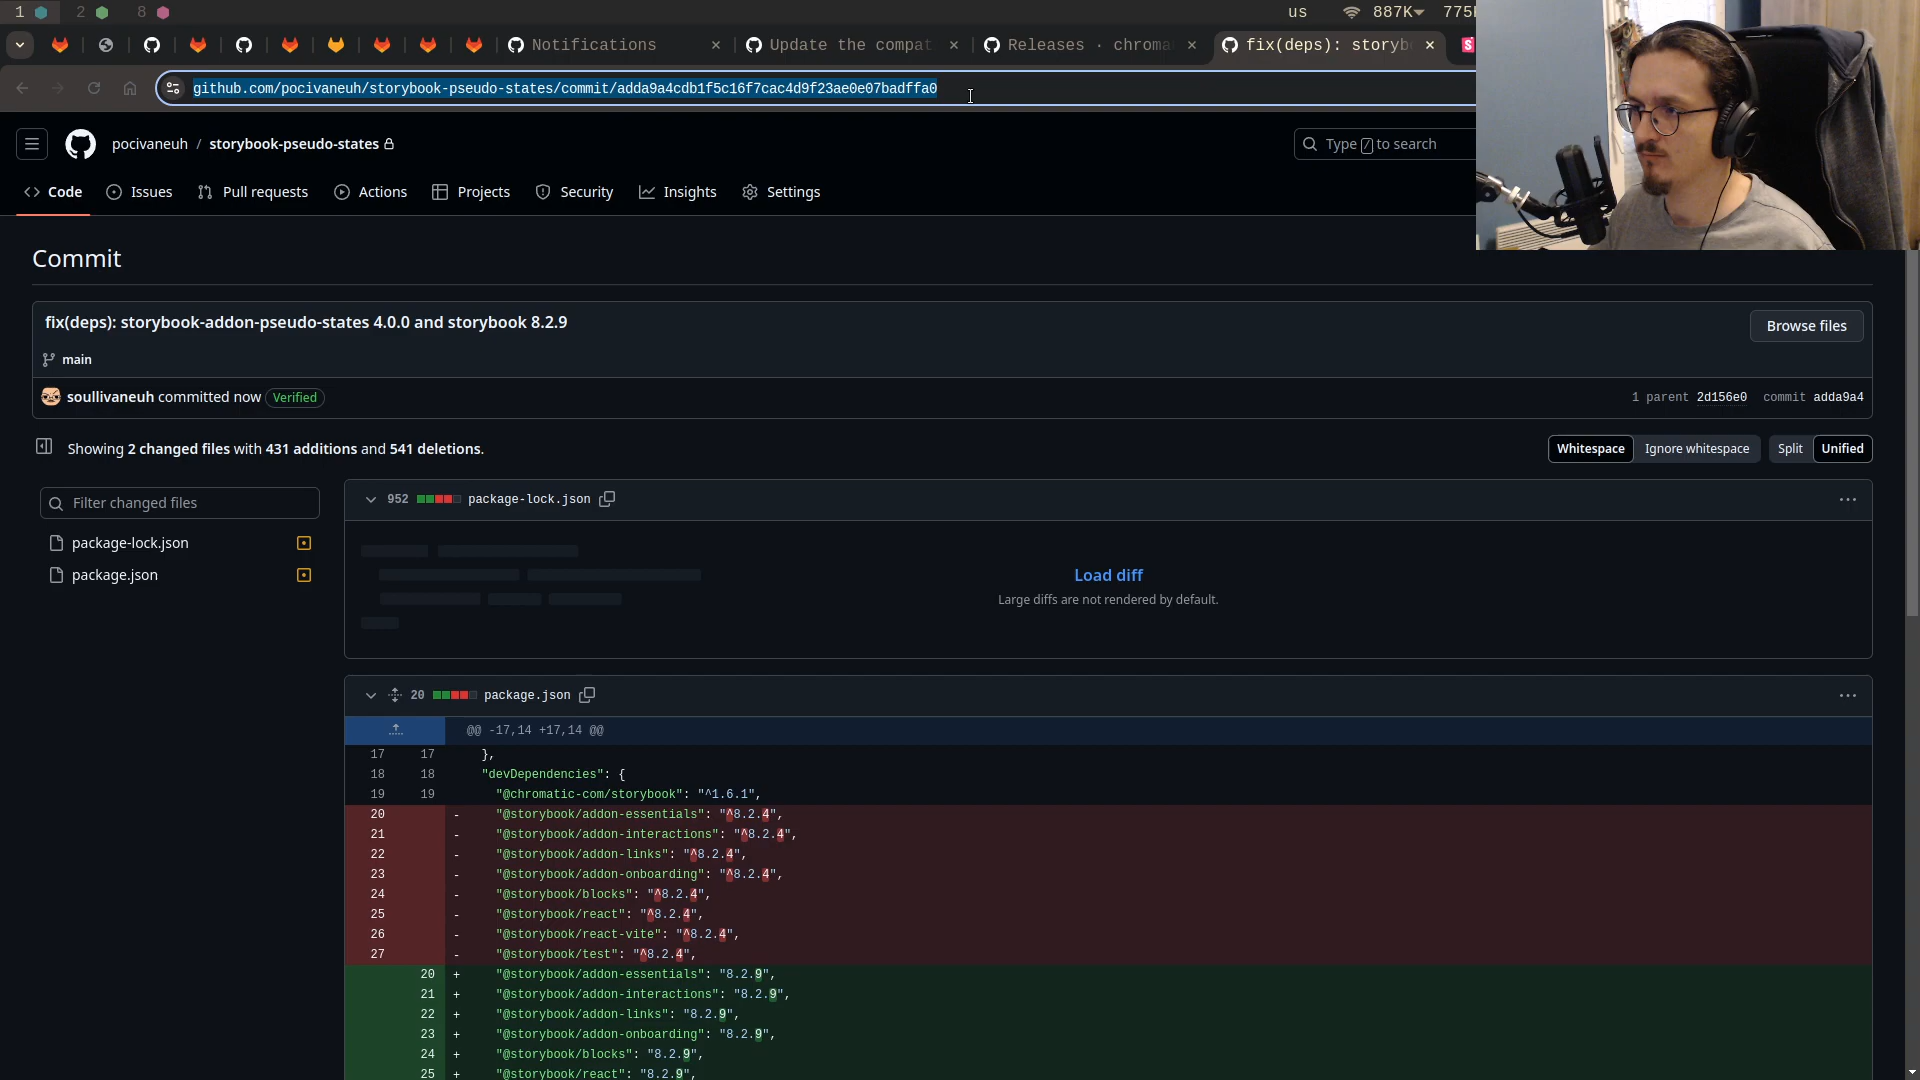 1 2 8 us 887K 775K
Notifications × Update the compat × Releases · chroma × fix(deps): storyb × S
github.com/pocivaneuh/storybook-pseudo-states/commit/adda9a4cdb1f5c16f7cac4d9f23ae0e07badffa0
pocivaneuh / storybook-pseudo-states Type / to search
Code Issues Pull requests Actions Projects Security Insights Settings
Commit
fix(deps): storybook-addon-pseudo-states 4.0.0 and storybook 8.2.9 Browse files
main
soullivaneuh committed now Verified 1 parent 2d156e0 commit adda9a4
Showing 2 changed files with 431 additions and 541 deletions. Whitespace Ignore whitespace Split Unified
Filter changed files 952 package-lock.json ...
package-lock.json
package.json Load diff
Large diffs are not rendered by default.
20 package.json ...
@@ -17,14 +17,14 @@
17 17 },
18 18 "devDependencies": {
19 19 "@chromatic-com/storybook": "^1.6.1",
20 - "@storybook/addon-essentials": "^8.2.4",
21 - "@storybook/addon-interactions": "^8.2.4",
22 - "@storybook/addon-links": "^8.2.4",
23 - "@storybook/addon-onboarding": "^8.2.4",
24 - "@storybook/blocks": "^8.2.4",
25 - "@storybook/react": "^8.2.4",
26 - "@storybook/react-vite": "^8.2.4",
27 - "@storybook/test": "^8.2.4",
20 + "@storybook/addon-essentials": "8.2.9",
21 + "@storybook/addon-interactions": "8.2.9",
22 + "@storybook/addon-links": "8.2.9",
23 + "@storybook/addon-onboarding": "8.2.9",
24 + "@storybook/blocks": "8.2.9",
25 + "@storybook/react": "8.2.9",